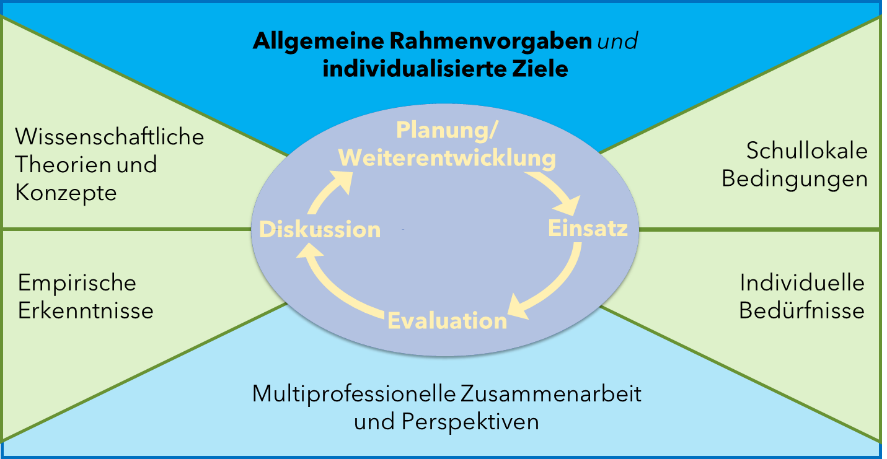 Allgemeine Rahmenvorgaben und
individualisierte Ziele
Wissenschaftliche
Theorien und
Konzepte
Planung/
Weiterentwicklung
Schullokale
Bedingungen
Diskussion
Einsatz
Empirische
Erkenntnisse
Evaluation
Individuelle
Bedürfnisse
Multiprofessionelle Zusammenarbeit
und Perspektiven